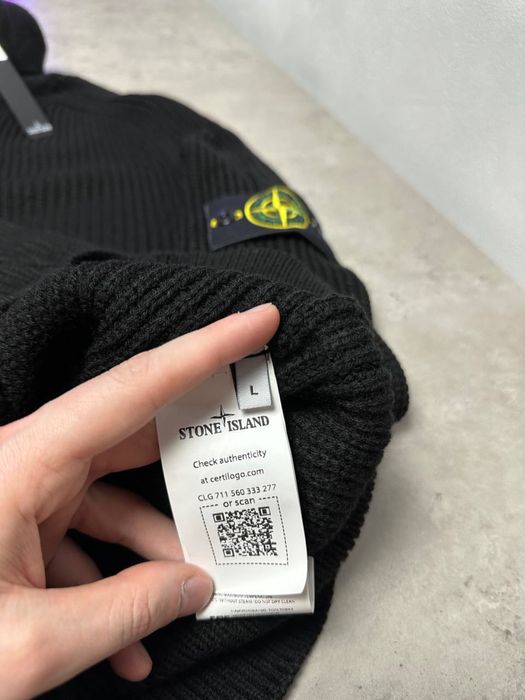 L
STONE ISLAND
Check authenticity
at certilogo.com
CLG 711 560 333 277
or scan